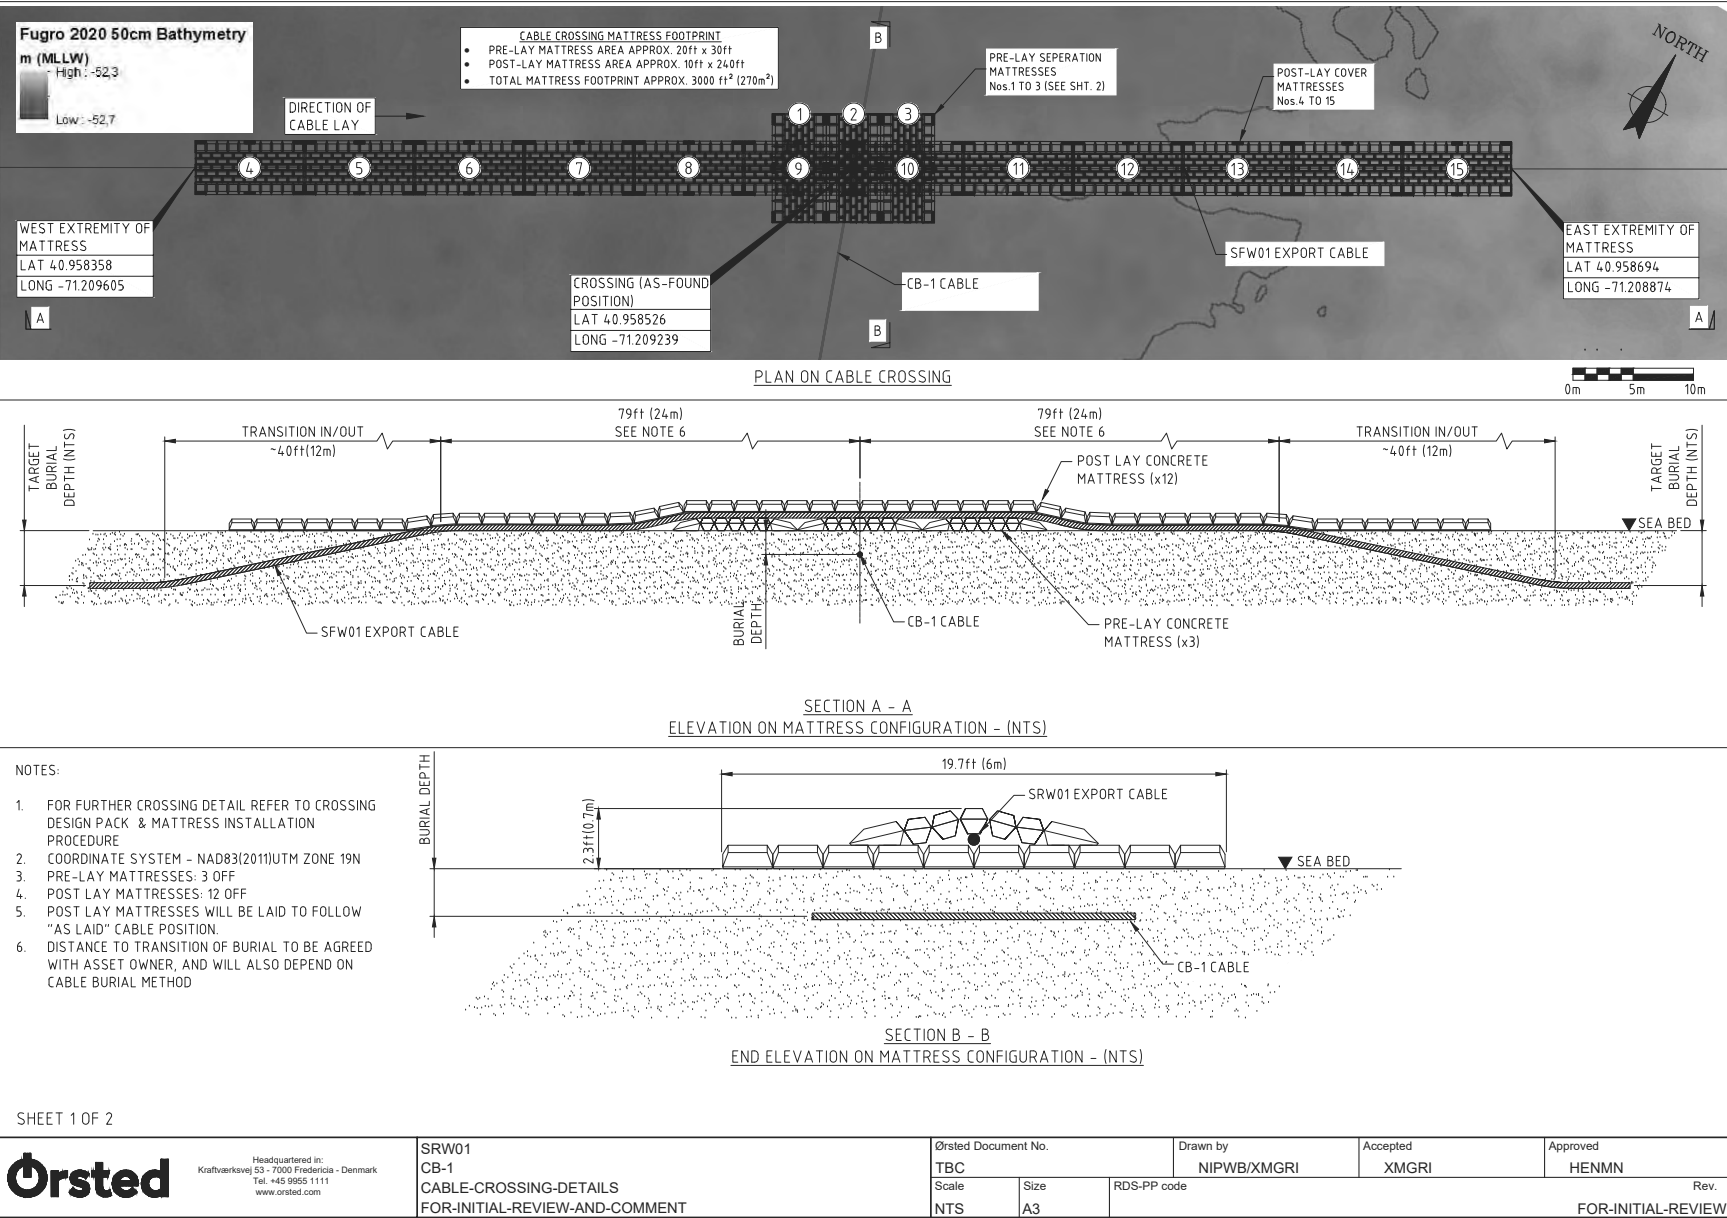 Fugro 2020 50cm Bathymetry
m (MLLW)
High : -52,3
Low : -52,7
CABLE CROSSING MATTRESS FOOTPRINT
• PRE-LAY MATTRESS AREA APPROX. 20ft x 30ft
• POST-LAY MATTRESS AREA APPROX. 10ft x 240ft
• TOTAL MATTRESS FOOTPRINT APPROX. 3000 ft² (270m²)
DIRECTION OF
CABLE LAY
B
PRE-LAY SEPERATION
MATTRESSES
Nos.1 TO 3 (SEE SHT. 2)
POST-LAY COVER
MATTRESSES
Nos.4 TO 15
NORTH
1 2 3
4 5 6 7 8 9 10 11 12 13 14 15
WEST EXTREMITY OF
MATTRESS
LAT 40.958358
LONG -71.209605
A
CROSSING (AS-FOUND
POSITION)
LAT 40.958526
LONG -71.209239
CB-1 CABLE
B
SFW01 EXPORT CABLE
EAST EXTREMITY OF
MATTRESS
LAT 40.958694
LONG -71.208874
A
PLAN ON CABLE CROSSING
0m 5m 10m
TARGET
BURIAL
DEPTH (NTS)
TRANSITION IN/OUT
~40ft(12m)
79ft (24m)
SEE NOTE 6
79ft (24m)
SEE NOTE 6
TRANSITION IN/OUT
~40ft (12m)
TARGET
BURIAL
DEPTH (NTS)
POST LAY CONCRETE
MATTRESS (x12)
SEA BED
SFW01 EXPORT CABLE
BURIAL
DEPTH
CB-1 CABLE
PRE-LAY CONCRETE
MATTRESS (x3)
SECTION A - A
ELEVATION ON MATTRESS CONFIGURATION - (NTS)
NOTES:
1. FOR FURTHER CROSSING DETAIL REFER TO CROSSING
DESIGN PACK & MATTRESS INSTALLATION
PROCEDURE
2. COORDINATE SYSTEM - NAD83(2011)UTM ZONE 19N
3. PRE-LAY MATTRESSES: 3 OFF
4. POST LAY MATTRESSES: 12 OFF
5. POST LAY MATTRESSES WILL BE LAID TO FOLLOW
"AS LAID" CABLE POSITION.
6. DISTANCE TO TRANSITION OF BURIAL TO BE AGREED
WITH ASSET OWNER, AND WILL ALSO DEPEND ON
CABLE BURIAL METHOD
BURIAL DEPTH
19.7ft (6m)
2.3ft(0.7m)
SRW01 EXPORT CABLE
SEA BED
CB-1 CABLE
SECTION B - B
END ELEVATION ON MATTRESS CONFIGURATION - (NTS)
SHEET 1 OF 2
Ørsted
Headquartered in:
Kraftværksvej 53 - 7000 Fredericia - Denmark
Tel. +45 9955 1111
www.orsted.com
SRW01
CB-1
CABLE-CROSSING-DETAILS
FOR-INITIAL-REVIEW-AND-COMMENT
Ørsted Document No.
TBC
Drawn by
NIPWB/XMGRI
Accepted
XMGRI
Approved
HENMN
Scale
NTS
Size
A3
RDS-PP code
Rev.
FOR-INITIAL-REVIEW